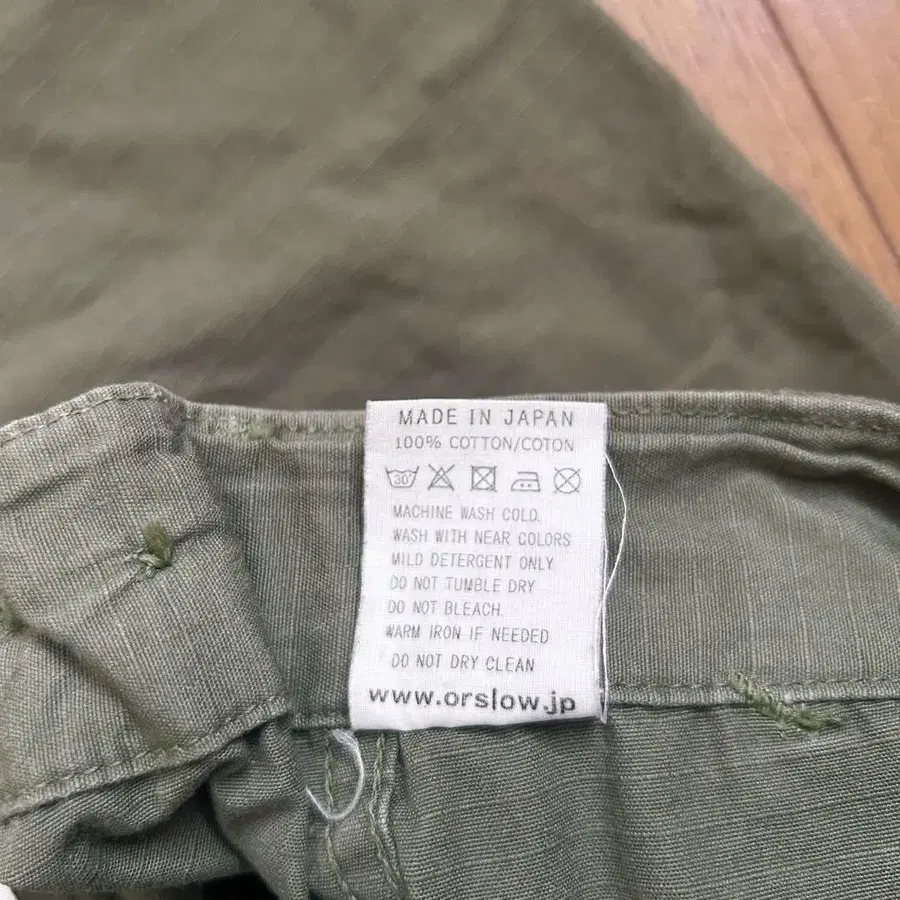 MADE IN JAPAN
100% COTTON/COTON
30
MACHINE WASH COLD.
WASH WITH NEAR COLORS
MILD DETERGENT ONLY
DO NOT TUMBLE DRY
DO NOT BLEACH
WARM IRON IF NEEDED
DO NOT DRY CLEAN
www.orslow.jp